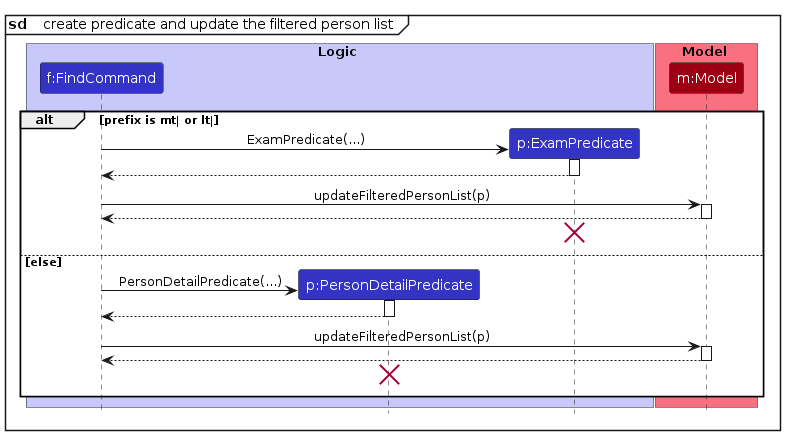 sd create predicate and update the filtered person list
Logic
Model
f:FindCommand
m:Model
alt [prefix is mt| or lt|]
ExamPredicate(...)
p:ExamPredicate
updateFilteredPersonList(p)
[else]
PersonDetailPredicate(...)
p:PersonDetailPredicate
updateFilteredPersonList(p)